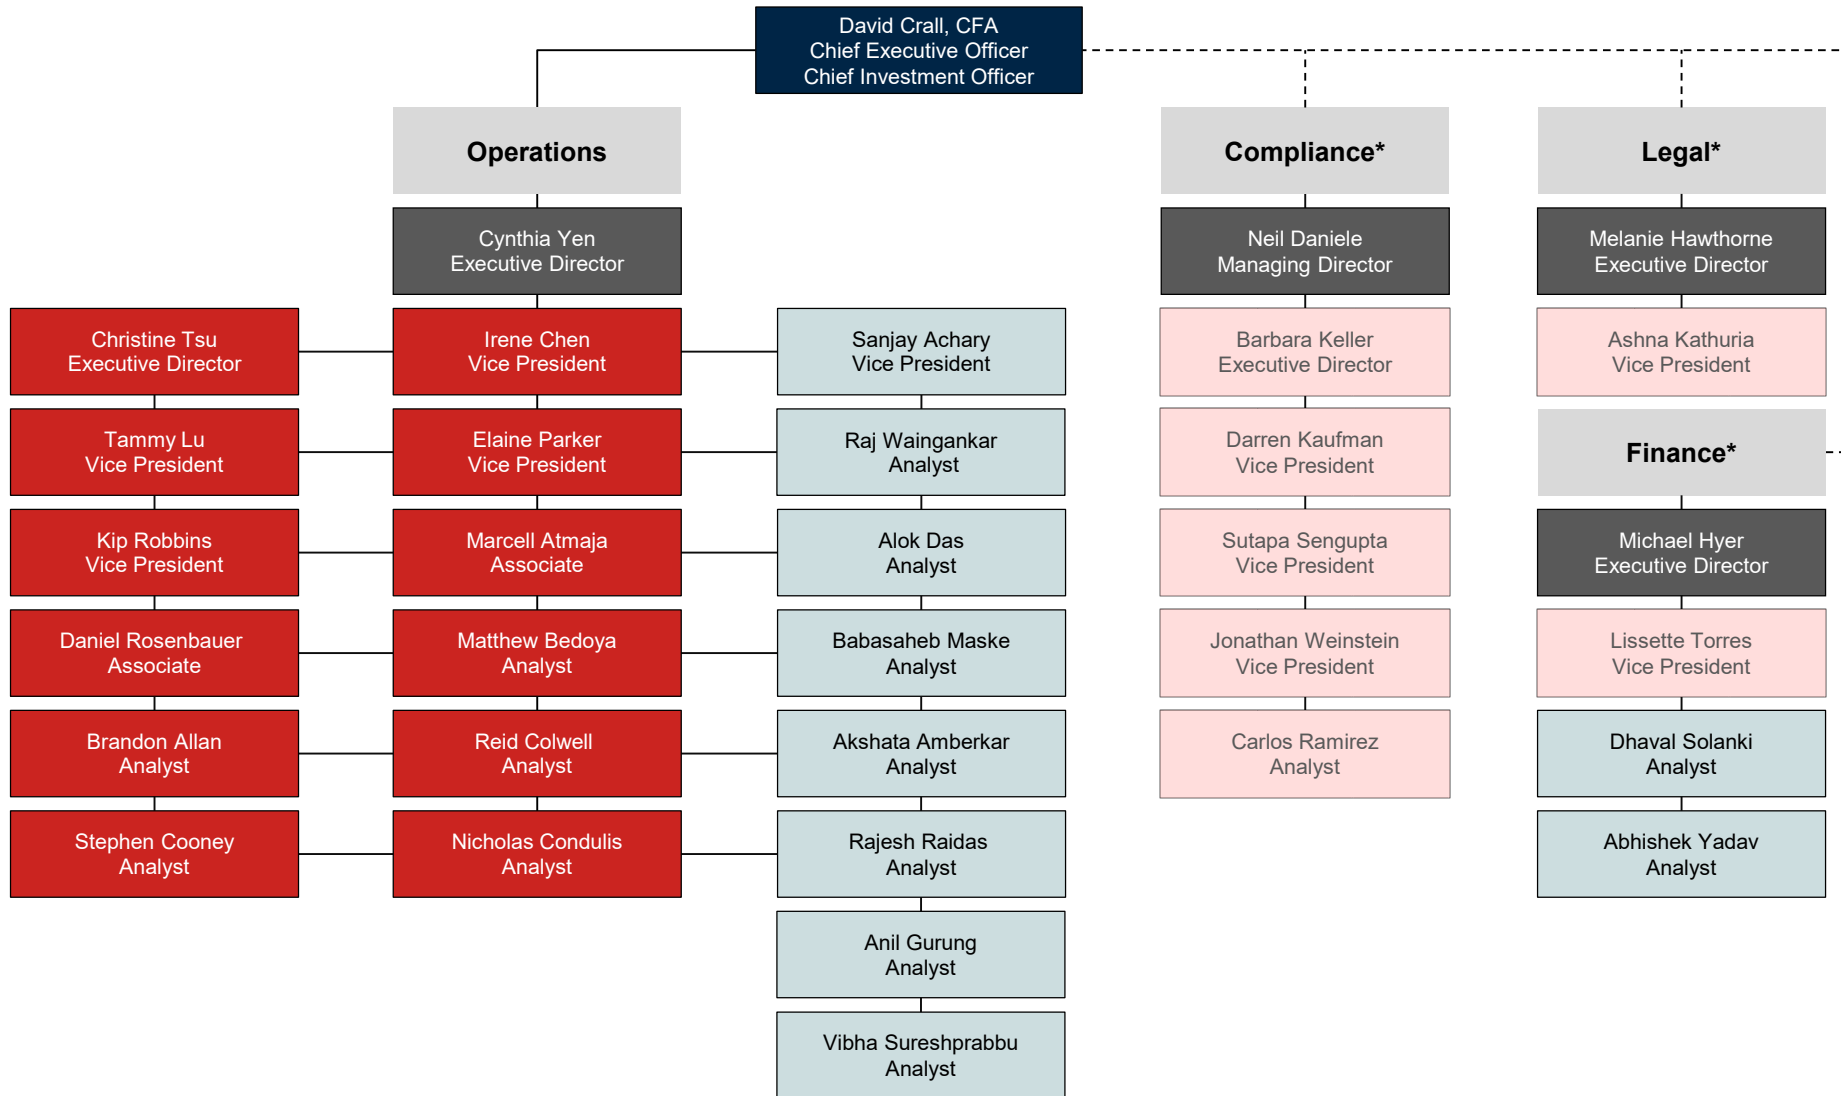 David Crall, CFA
Chief Executive Officer
Chief Investment Officer
Operations
Compliance*
Legal*
Cynthia Yen
Executive Director
Neil Daniele
Managing Director
Melanie Hawthorne
Executive Director
Christine Tsu
Executive Director
Irene Chen
Vice President
Sanjay Achary
Vice President
Barbara Keller
Executive Director
Ashna Kathuria
Vice President
Tammy Lu
Vice President
Elaine Parker
Vice President
Raj Waingankar
Analyst
Darren Kaufman
Vice President
Finance*
Kip Robbins
Vice President
Marcell Atmaja
Associate
Alok Das
Analyst
Sutapa Sengupta
Vice President
Michael Hyer
Executive Director
Daniel Rosenbauer
Associate
Matthew Bedoya
Analyst
Babasaheb Maske
Analyst
Jonathan Weinstein
Vice President
Lissette Torres
Vice President
Brandon Allan
Analyst
Reid Colwell
Analyst
Akshata Amberkar
Analyst
Carlos Ramirez
Analyst
Dhaval Solanki
Analyst
Stephen Cooney
Analyst
Nicholas Condulis
Analyst
Rajesh Raidas
Analyst
Abhishek Yadav
Analyst
Anil Gurung
Analyst
Vibha Sureshprabbu
Analyst